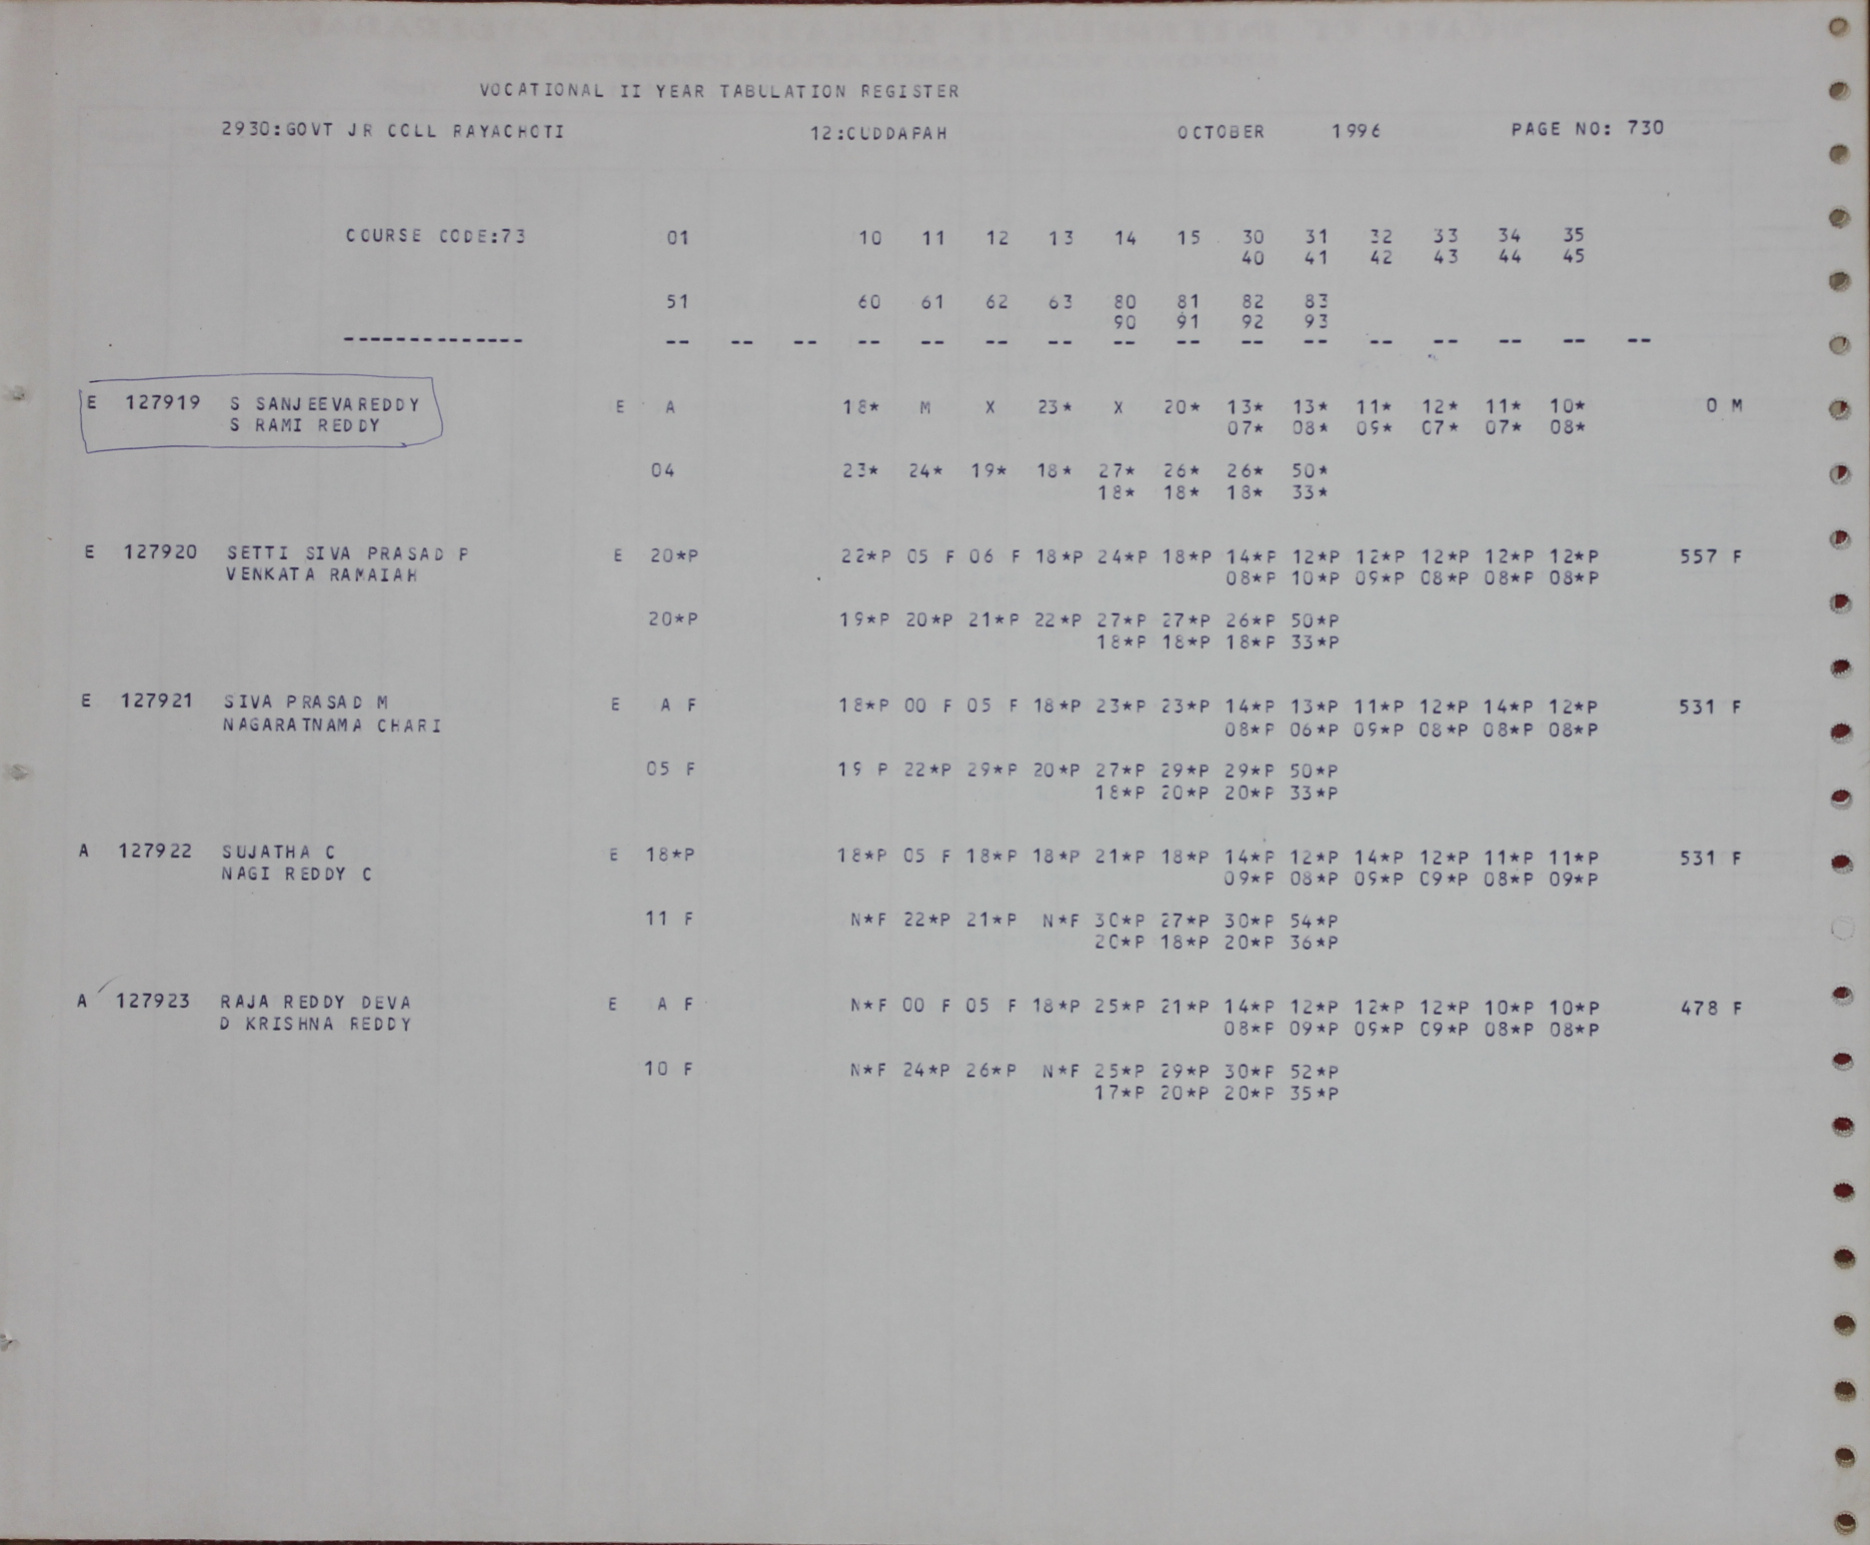 VOCATIONAL II YEAR TABULATION REGISTER
2930:GOVT JR COLL RAYACHOTI 12:CUDDAPAH OCTOBER 1996 PAGE NO: 730
COURSE CODE:73 01 10 11 12 13 14 15 30 31 32 33 34 35
40 41 42 43 44 45
51 60 61 62 63 80 81 82 83
90 91 92 93
-------------- -- -- -- -- -- -- -- -- -- -- -- -- -- -- -- --
E 127919 S SANJEEVAREDDY E A 18* M X 23* X 20* 13* 13* 11* 12* 11* 10* 0 M
S RAMI REDDY 07* 08* 09* 07* 07* 08*
04 23* 24* 19* 18* 27* 26* 26* 50*
18* 18* 18* 33*
E 127920 SETTI SIVA PRASAD P E 20*P 22*P 05 F 06 F 18*P 24*P 18*P 14*P 12*P 12*P 12*P 12*P 12*P 557 F
VENKATA RAMAIAH 08*P 10*P 09*P 08*P 08*P 08*P
20*P 19*P 20*P 21*P 22*P 27*P 27*P 26*P 50*P
18*P 18*P 18*P 33*P
E 127921 SIVA PRASAD M E A F 18*P 00 F 05 F 18*P 23*P 23*P 14*P 13*P 11*P 12*P 14*P 12*P 531 F
NAGARATNAMA CHARI 08*P 06*P 09*P 08*P 08*P 08*P
05 F 19 P 22*P 29*P 20*P 27*P 29*P 29*P 50*P
18*P 20*P 20*P 33*P
A 127922 SUJATHA C E 18*P 18*P 05 F 18*P 18*P 21*P 18*P 14*P 12*P 14*P 12*P 11*P 11*P 531 F
NAGI REDDY C 09*P 08*P 09*P 09*P 08*P 09*P
11 F N*F 22*P 21*P N*F 30*P 27*P 30*P 54*P
20*P 18*P 20*P 36*P
A 127923 RAJA REDDY DEVA E A F N*F 00 F 05 F 18*P 25*P 21*P 14*P 12*P 12*P 12*P 10*P 10*P 478 F
D KRISHNA REDDY 08*P 09*P 09*P 09*P 08*P 08*P
10 F N*F 24*P 26*P N*F 25*P 29*P 30*P 52*P
17*P 20*P 20*P 35*P